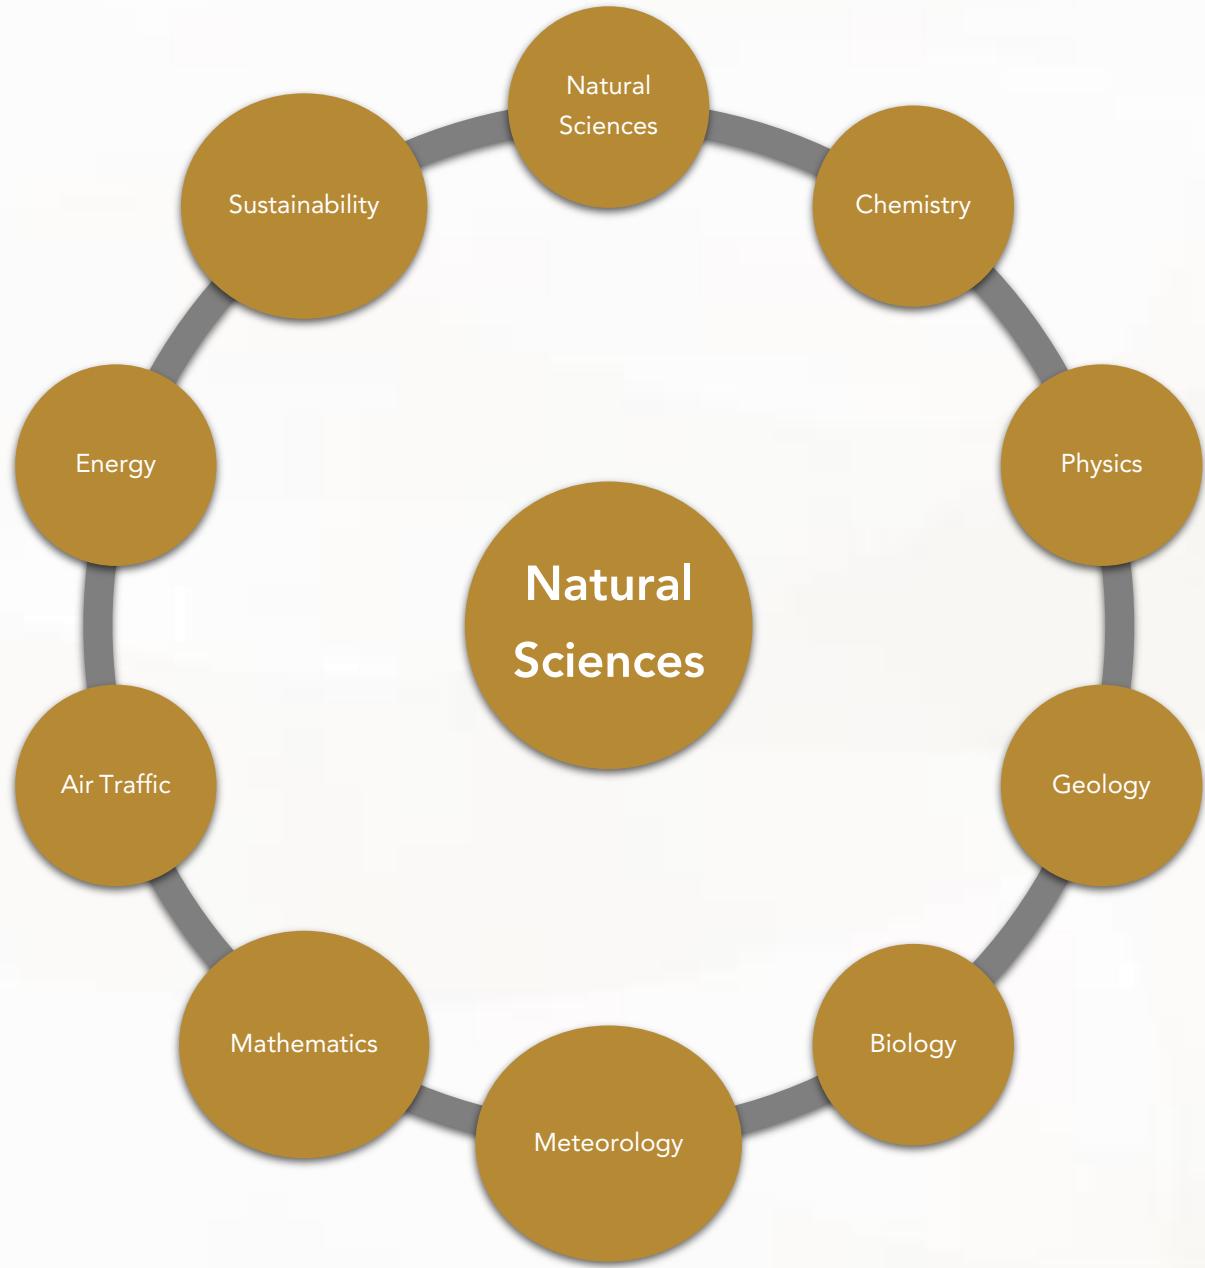 Natural
Sciences
Chemistry
Physics
Geology
Biology
Meteorology
Mathematics
Air Traffic
Energy
Sustainability
Natural
Sciences